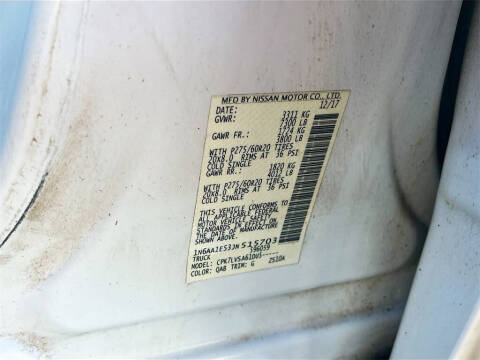 MFD BY NISSAN MOTOR CO., LTD.
DATE: 12/17
GVWR: 3311 KG
7300 LB
GAWR FR.: 1724 KG
3800 LB
WITH P275/60R20 TIRES
20X8.0 RIMS AT 36 PSI
COLD SINGLE
GAWR RR.: 1820 KG
4013 LB
WITH P275/60R20 TIRES
20X8.0 RIMS AT 36 PSI
COLD SINGLE
THIS VEHICLE CONFORMS TO
ALL APPLICABLE FEDERAL
MOTOR VEHICLE SAFETY
STANDARDS IN EFFECT ON
THE DATE OF MANUFACTURE
SHOWN ABOVE.
1N6AA1E53JN515703
TRUCK 196059
MODEL:
COLOR: QAB TRIM: G 2510A